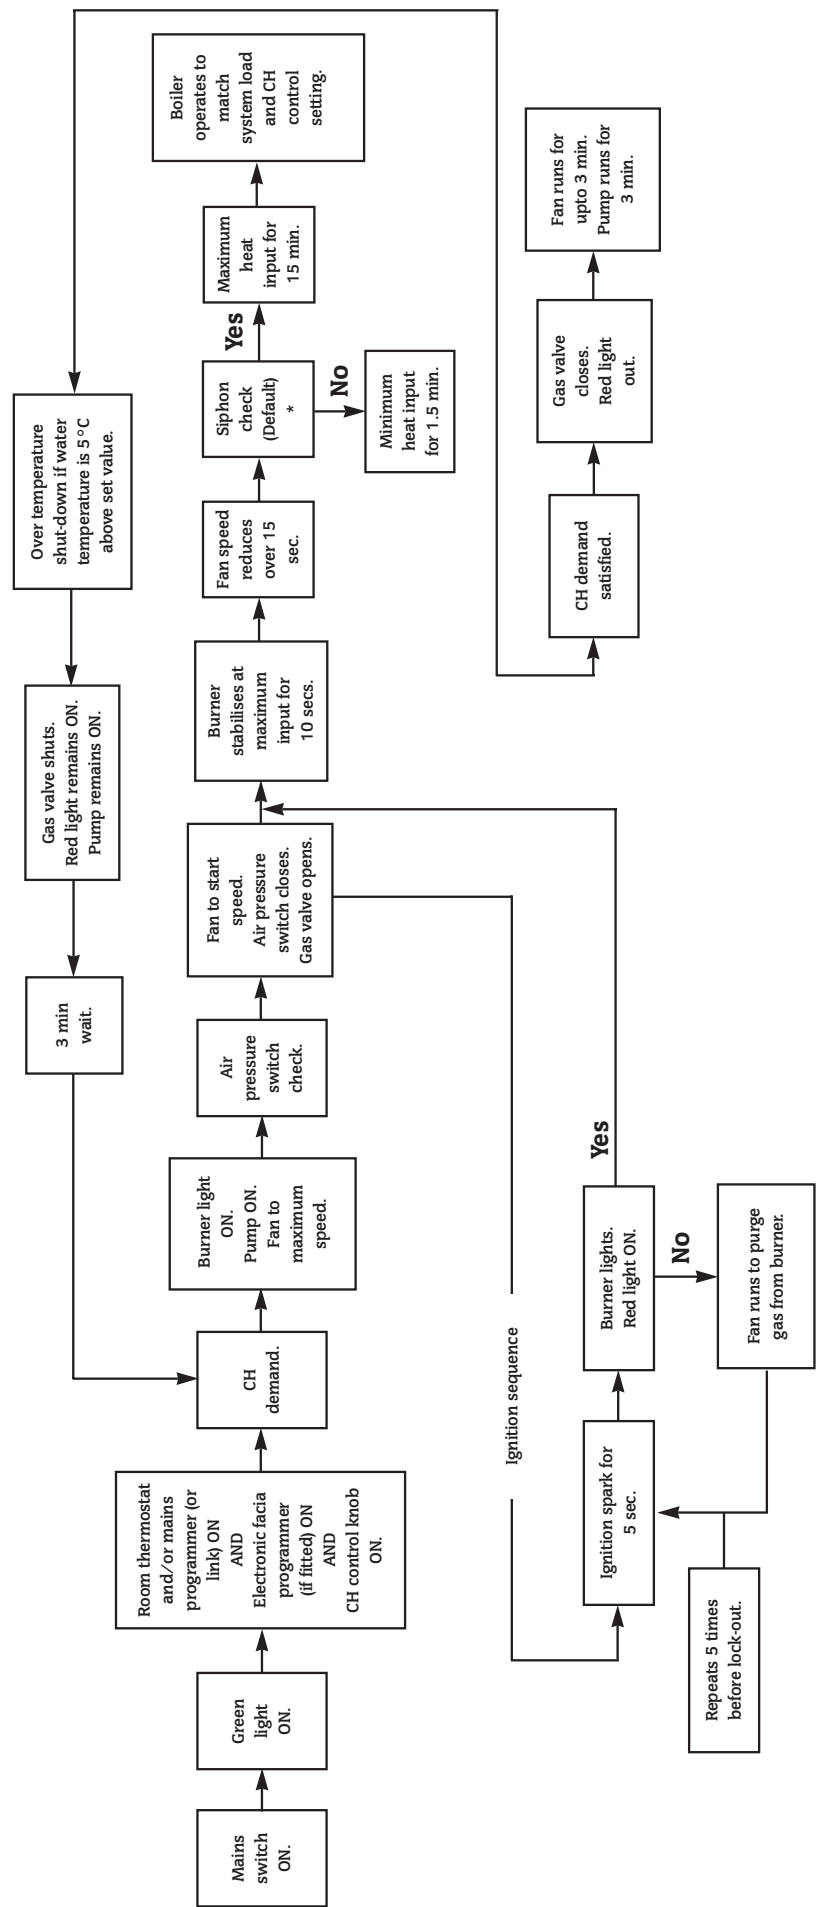 Mains
switch
ON.
Green
light
ON.
Room thermostat
and/or mains
programmer (or
link) ON
AND
Electronic facia
programmer
(if fitted) ON
AND
CH control knob
ON.
CH
demand.
Burner light
ON.
Pump ON.
Fan to
maximum
speed.
Air
pressure
switch
check.
Fan to start
speed.
Air pressure
switch closes.
Gas valve opens.
Burner
stabilises at
maximum
input for
10 secs.
Fan speed
reduces
over 15
sec.
Siphon
check
(Default)
*
Yes
No
Minimum
heat input
for 1.5 min.
Maximum
heat
input for
15 min.
Boiler
operates to
match
system load
and CH
control
setting.
Over temperature
shut-down if water
temperature is 5°C
above set value.
Gas valve shuts.
Red light remains ON.
Pump remains ON.
3 min
wait.
Ignition sequence
Ignition spark for
5 sec.
Burner lights.
Red light ON.
Yes
No
Fan runs to purge
gas from burner.
Repeats 5 times
before lock-out.
CH demand
satisfied.
Gas valve
closes.
Red light
out.
Fan runs for
upto 3 min.
Pump runs for
3 min.